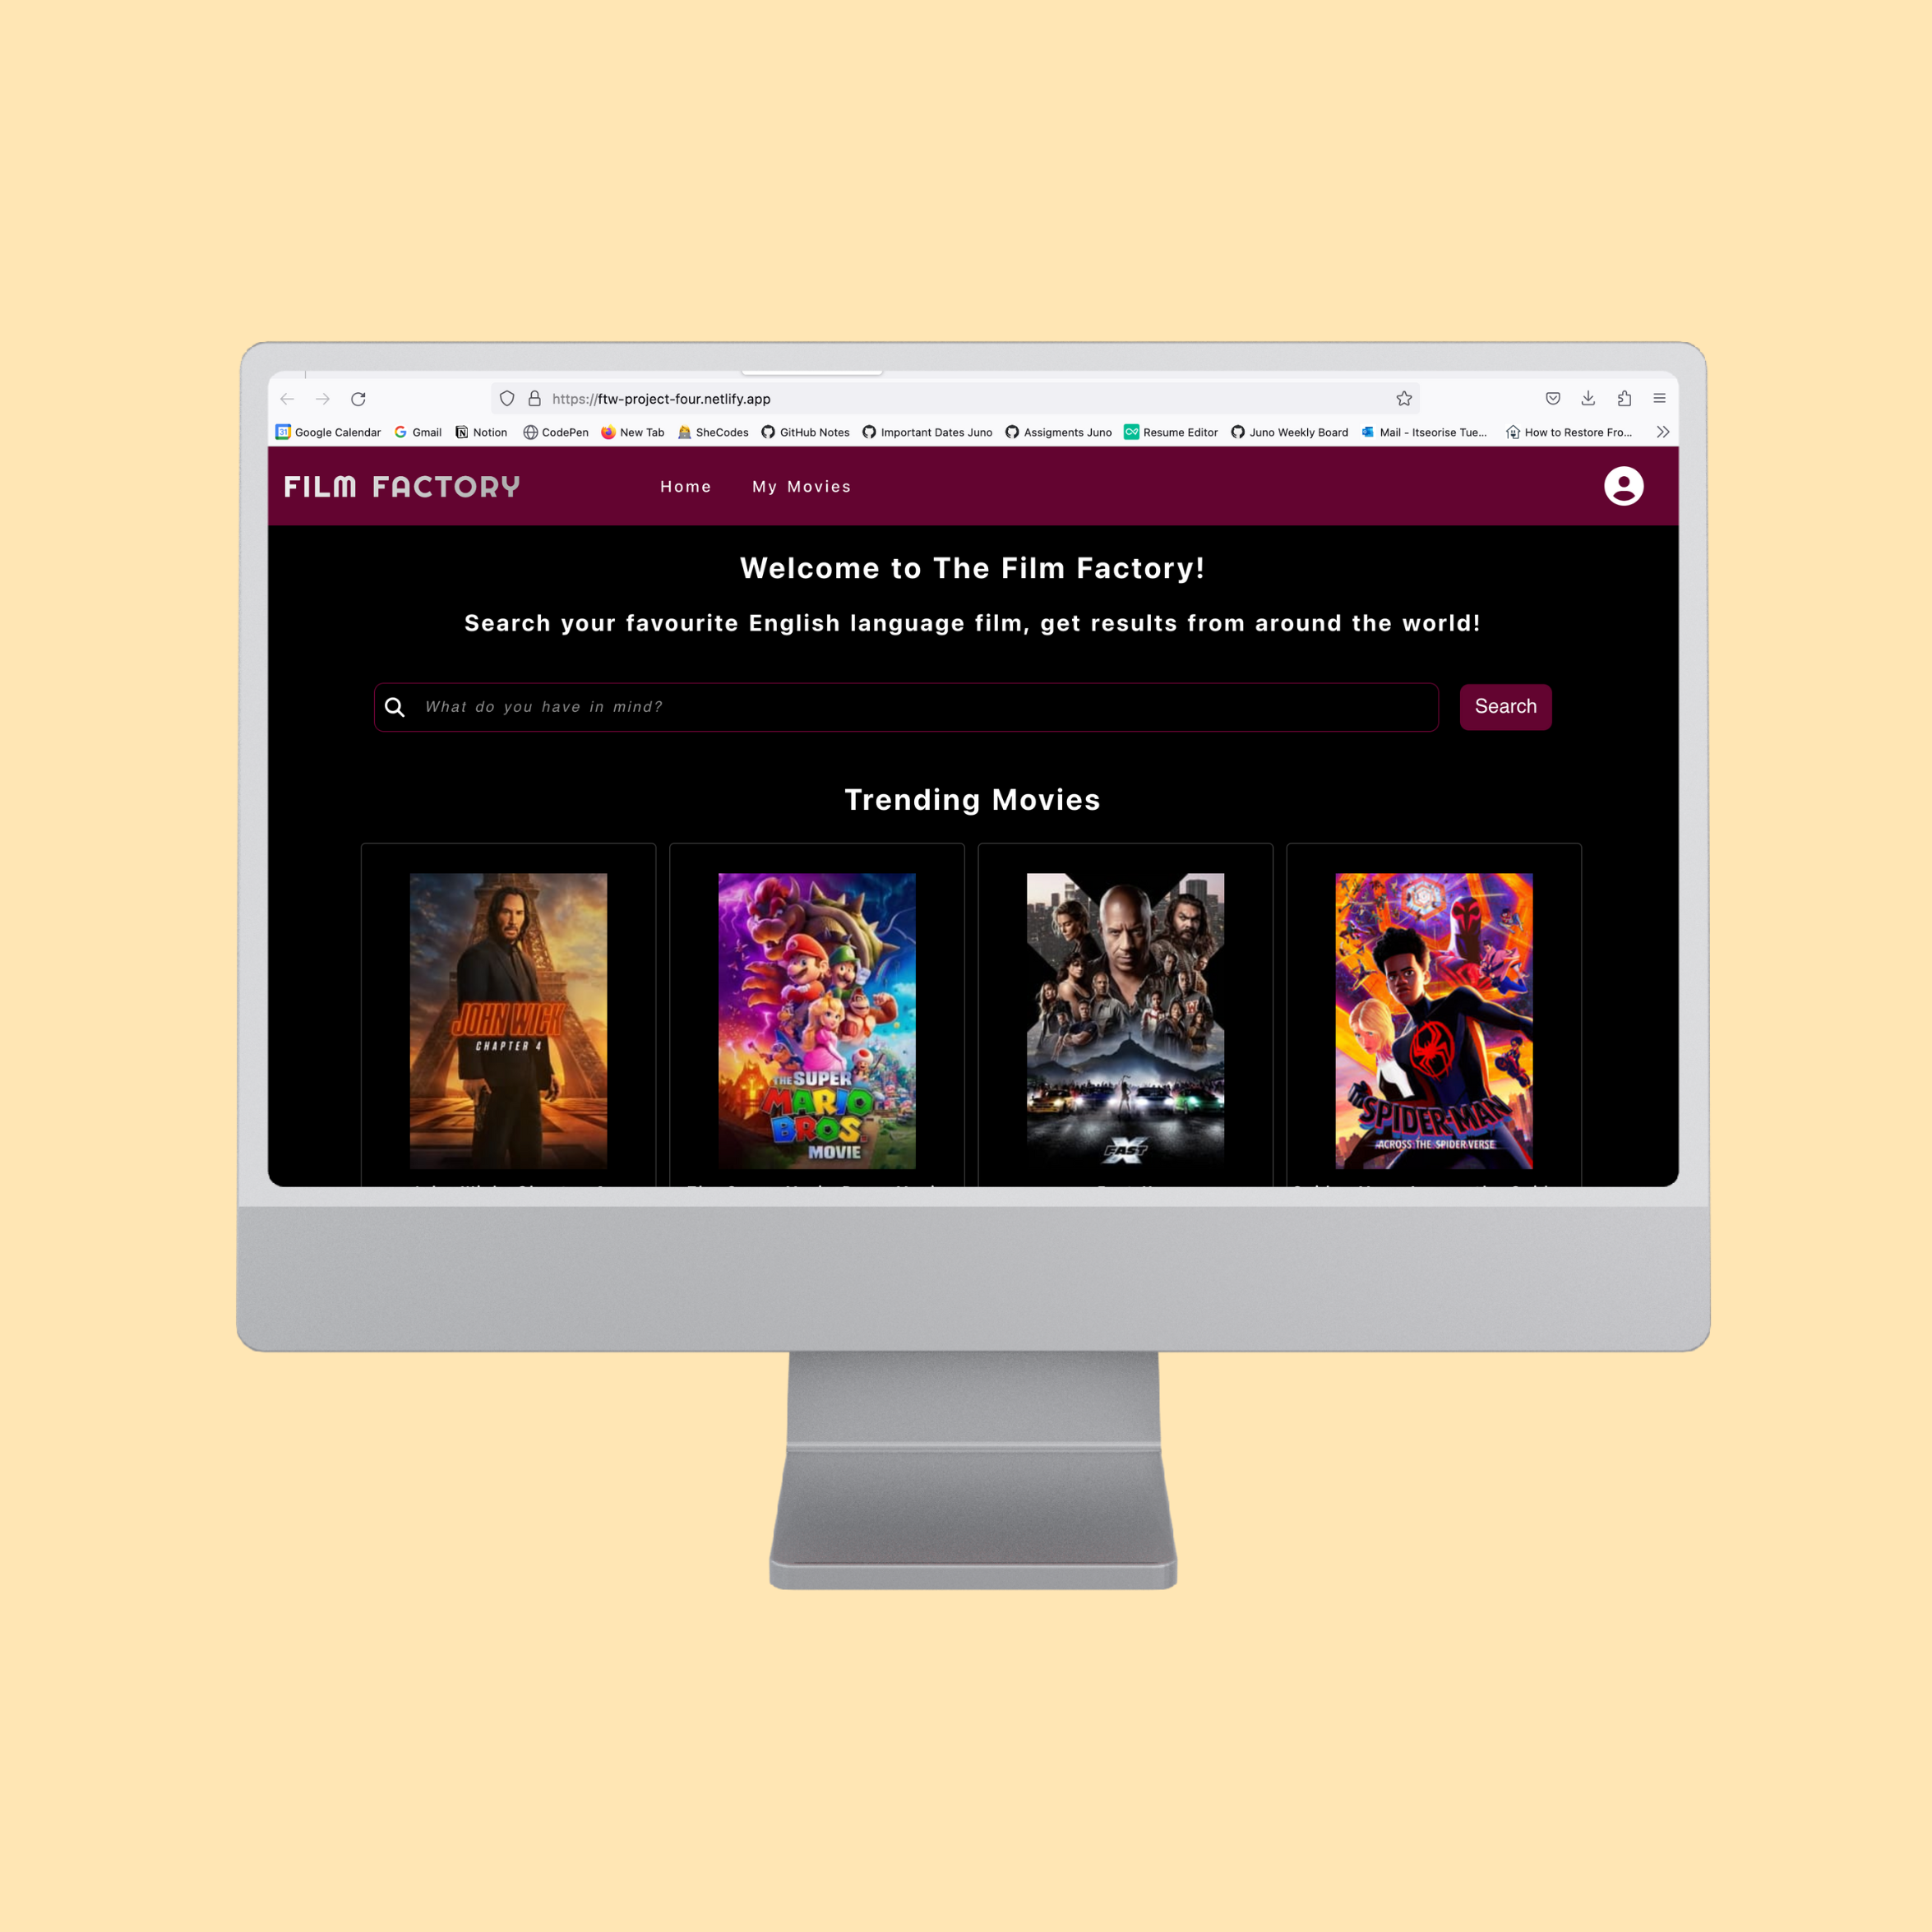 https://ftw-project-four.netlify.app
Google Calendar Gmail Notion CodePen New Tab SheCodes GitHub Notes Important Dates Juno Assigments Juno Resume Editor Juno Weekly Board Mail - Itseorise Tue... How to Restore Fro...
FILM FACTORY Home My Movies
Welcome to The Film Factory!
Search your favourite English language film, get results from around the world!
What do you have in mind? Search
Trending Movies
JOHN WICK
CHAPTER 4
THE SUPER
MARIO
BROS.
MOVIE
FAST X
SPIDER-MAN
ACROSS THE SPIDER-VERSE